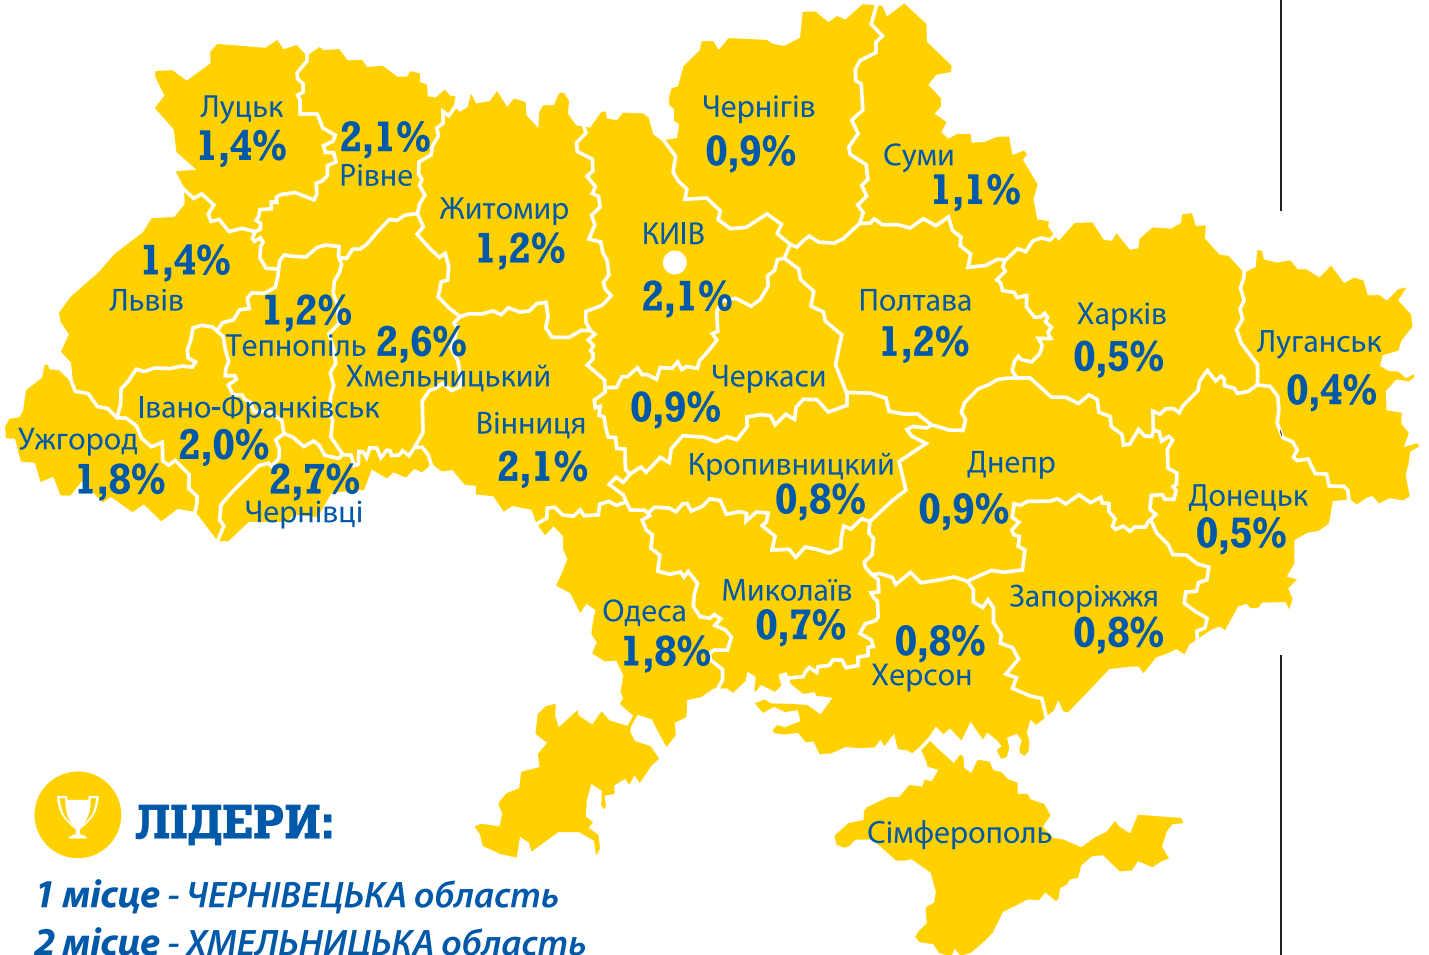 Луцьк
1,4%
2,1%
Рівне
Житомир
1,2%
КИІВ
2,1%
Чернігів
0,9%
Суми
1,1%
1,4%
Львів
1,2%
Тепнопіль
2,6%
Хмельницький
Полтава
1,2%
Харків
0,5%
Луганськ
0,4%
Черкаси
0,9%
Івано-Франківськ
2,0%
Ужгород
1,8%
2,7%
Чернівці
Вінниця
2,1%
Кропивницкий
0,8%
Днепр
0,9%
Донецьк
0,5%
Одеса
1,8%
Миколаїв
0,7%
0,8%
Херсон
Запоріжжя
0,8%
Сімферополь
ЛІДЕРИ:
1 місце - ЧЕРНІВЕЦЬКА область
2 місце - ХМЕЛЬНИЦЬКА область